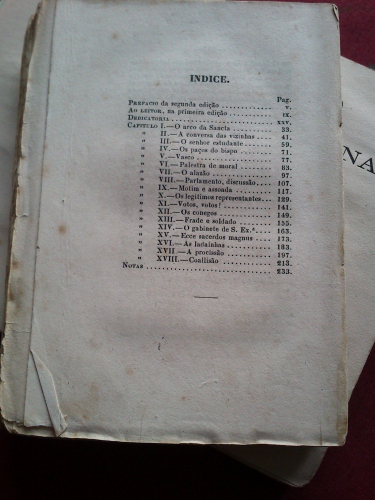 INDICE.
Pag.
PREFACIO da segunda edição ............ v.
AO LEITOR, na primeira edição ............ ix.
DEDICATORIA ............ xxv.
CAPITULO I.—O arco da Sancta ............ 33.
" II.—A conversa das vizinhas ............ 41.
" III.—O senhor estudante ............ 59.
" IV.—Os paços do bispo ............ 71.
" V.—Vasco ............ 77.
" VI.—Palestra de moral ............ 83.
" VII.—O aluzão ............ 97.
" VIII.—Parlamento, discussão ...... 107.
" IX.—Motim e assoada ............ 117.
" X.—Os legitimos representantes. 129.
" XI.—Votos, votos! ............ 141.
" XII.—Os conegos ............ 149.
" XIII.—Frade e soldado ............ 155.
" XIV.—O gabinete de S. Ex.ª ..... 163.
" XV.—Ecce sacerdos magnus ...... 173.
" XVI.—As ladainhas ............ 183.
" XVII—A procissão ............ 197.
" XVIII.—Coallisão ............ 213.
NOTAS ............ 233.
NA